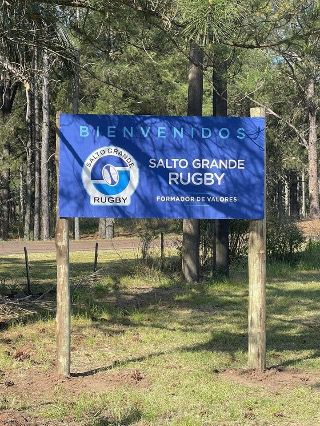 BIENVENIDOS
SALTO GRANDE
RUGBY
SALTO GRANDE
RUGBY
FORMADOR DE VALORES